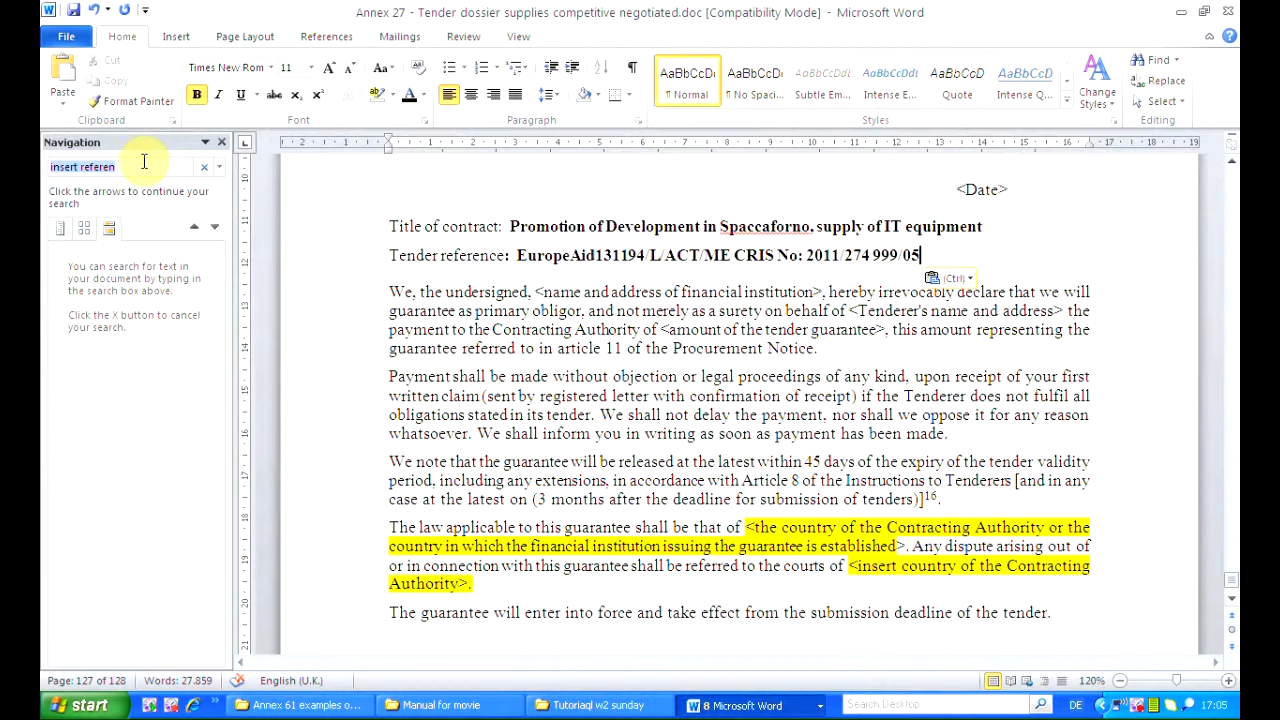 Annex 27 - Tender dossier supplies competitive negotiated.doc [Compatibility Mode] - Microsoft Word
File Home Insert Page Layout References Mailings Review View
Paste
Cut
Copy
Format Painter
Clipboard
Times New Rom 11
Font
Paragraph
AaBbCcDc AaBbCcDc AaBbCcDc AaBbCcDdI AaBbCcDdI AaBbCcDd AaBbCcDd
¶ Normal ¶ No Spaci... Subtle Em... Intense E... Quote Intense Q...
Change Styles
Styles
Find
Replace
Select
Editing
Navigation
insert referen
Click the arrows to continue your
search
You can search for text in
your document by typing in
the search box above.
Click the X button to cancel
your search.
<Date>
Title of contract: Promotion of Development in Spaccaforno, supply of IT equipment
Tender reference: EuropeAid131194/L/ACT/ME CRIS No: 2011/274 999/05
(Ctrl)
We, the undersigned, <name and address of financial institution>, hereby irrevocably declare that we will
guarantee as primary obligor, and not merely as a surety on behalf of <Tenderer's name and address> the
payment to the Contracting Authority of <amount of the tender guarantee>, this amount representing the
guarantee referred to in article 11 of the Procurement Notice.
Payment shall be made without objection or legal proceedings of any kind, upon receipt of your first
written claim (sent by registered letter with confirmation of receipt) if the Tenderer does not fulfil all
obligations stated in its tender. We shall not delay the payment, nor shall we oppose it for any reason
whatsoever. We shall inform you in writing as soon as payment has been made.
We note that the guarantee will be released at the latest within 45 days of the expiry of the tender validity
period, including any extensions, in accordance with Article 8 of the Instructions to Tenderers [and in any
case at the latest on (3 months after the deadline for submission of tenders)]16.
The law applicable to this guarantee shall be that of <the country of the Contracting Authority or the
country in which the financial institution issuing the guarantee is established>. Any dispute arising out of
or in connection with this guarantee shall be referred to the courts of <insert country of the Contracting
Authority>.
The guarantee will enter into force and take effect from the submission deadline of the tender.
Page: 127 of 128 Words: 27.859 English (U.K.) 120%
start Annex 61 examples o... Manual for movie Tutoriaql w2 sunday 8 Microsoft Word Search Desktop DE 17:05